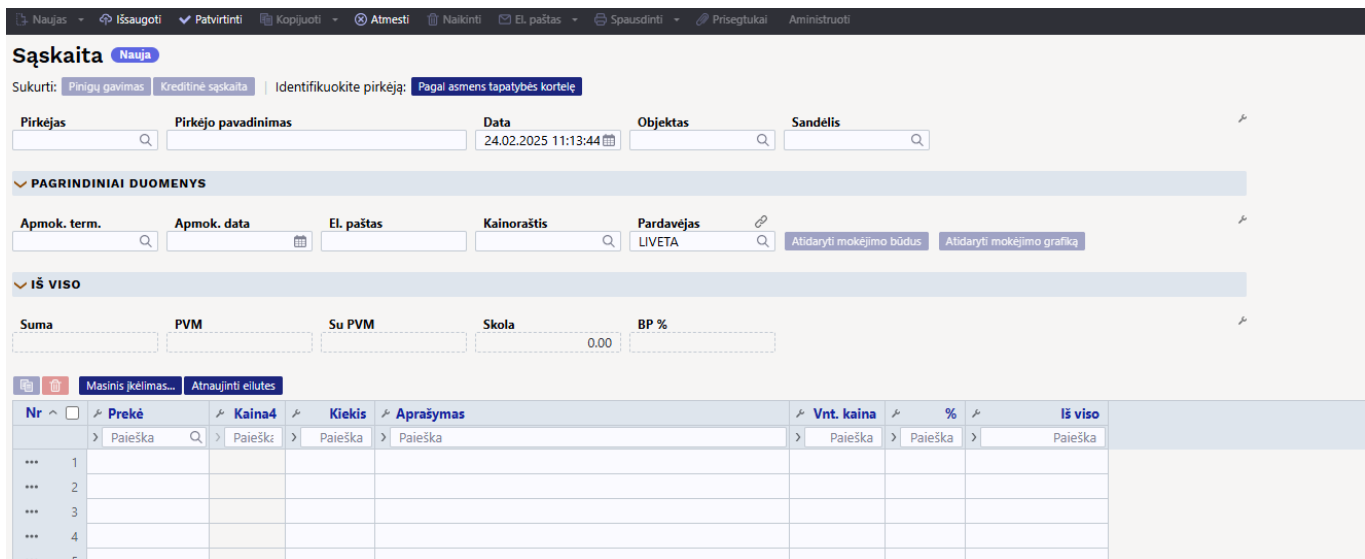 Naujas Išsaugoti Patvirtinti Kopijuoti Atmesti Naikinti El. paštas Spausdinti Prisegtukai Aministruoti
Sąskaita Nauja
Sukurti: Pinigų gavimas Kreditinė sąskaita | Identifikuokite pirkėją: Pagal asmens tapatybės kortelę
Pirkėjas Pirkėjo pavadinimas Data Objektas Sandėlis
24.02.2025 11:13:44
PAGRINDINIAI DUOMENYS
Apmok. term. Apmok. data El. paštas Kainoraštis Pardavėjas
LIVETA Atidaryti mokėjimo būdus Atidaryti mokėjimo grafiką
IŠ VISO
Suma PVM Su PVM Skola BP %
0.00
Masinis įkėlimas... Atnaujinti eilutes
Nr Prekė Kaina4 Kiekis Aprašymas Vnt. kaina % Iš viso
Paieška Paieška Paieška Paieška Paieška Paieška Paieška
1
2
3
4